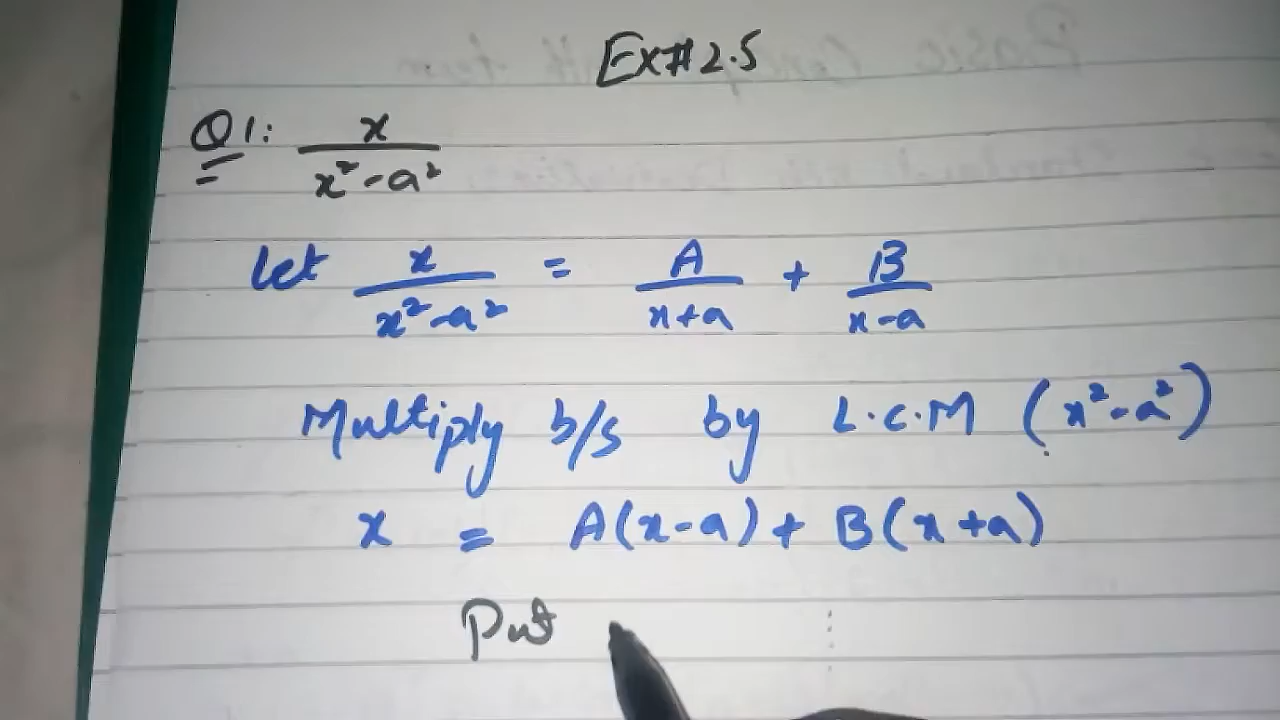 Ex#2.5
Q1: x/(x²-a²)
Let x/(x²-a²) = A/(x+a) + B/(x-a)
Multiply b/s by L.C.M (x²-a²)
x = A(x-a) + B(x+a)
Put